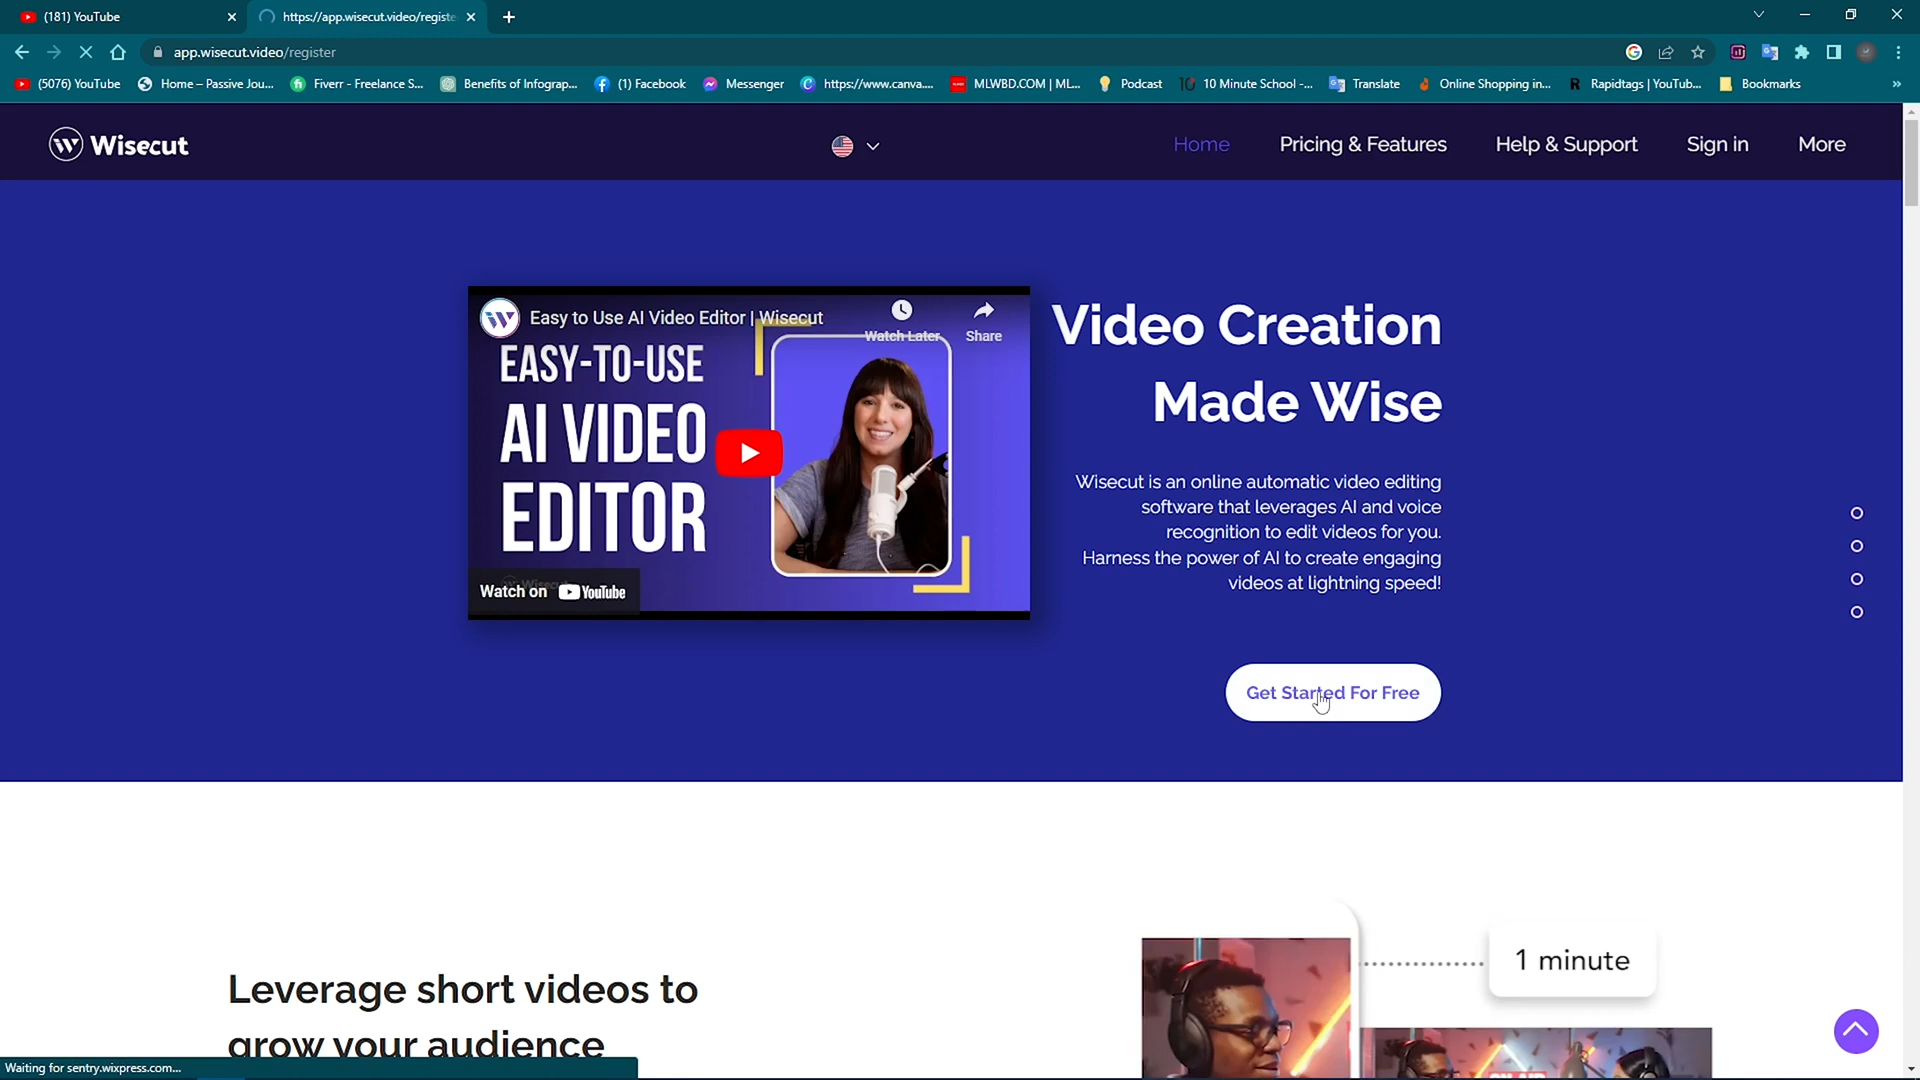 (181) YouTube
https://app.wisecut.video/registe
app.wisecut.video/register
(5076) YouTube
Home – Passive Jou...
Fiverr - Freelance S...
Benefits of Infograp...
(1) Facebook
Messenger
https://www.canva....
MLWBD.COM | ML...
Podcast
10 Minute School -...
Translate
Online Shopping in...
Rapidtags | YouTub...
Bookmarks
»
Wisecut
Home
Pricing & Features
Help & Support
Sign in
More
Easy to Use AI Video Editor | Wisecut
Watch Later
Share
EASY-TO-USE
AI VIDEO
EDITOR
Watch on YouTube
Video Creation
Made Wise
Wisecut is an online automatic video editing
software that leverages AI and voice
recognition to edit videos for you.
Harness the power of AI to create engaging
videos at lightning speed!
Get Started For Free
Leverage short videos to
grow your audience
1 minute
ON AIR
Waiting for sentry.wixpress.com...